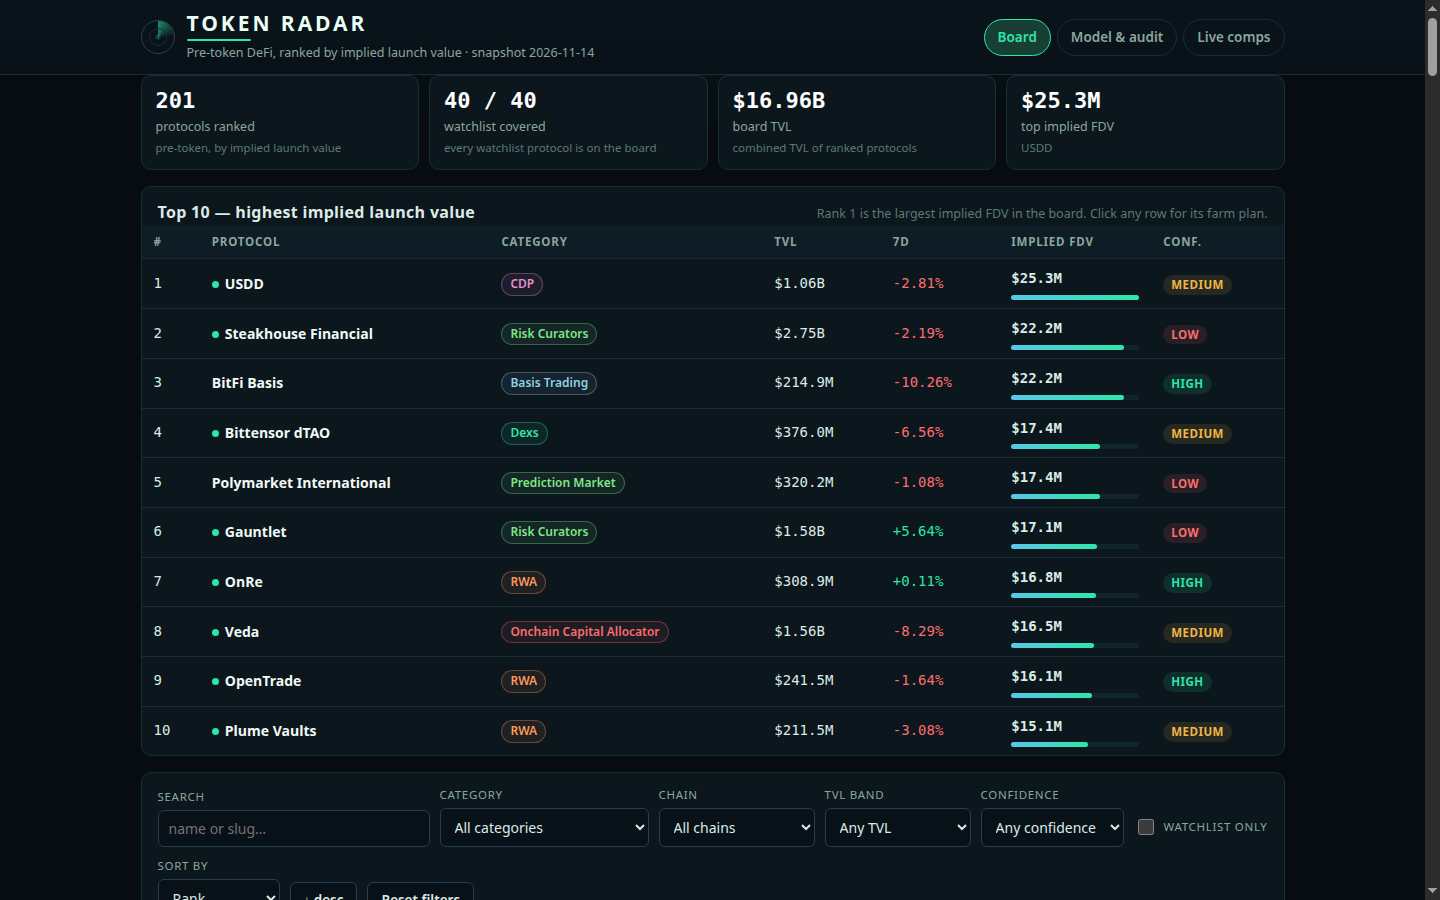 TOKEN RADAR
Pre-token DeFi, ranked by implied launch value · snapshot 2026-11-14
Board
Model & audit
Live comps
201
protocols ranked
pre-token, by implied launch value
40 / 40
watchlist covered
every watchlist protocol is on the board
$16.96B
board TVL
combined TVL of ranked protocols
$25.3M
top implied FDV
USDD
Top 10 — highest implied launch value
Rank 1 is the largest implied FDV in the board. Click any row for its farm plan.
# PROTOCOL CATEGORY TVL 7D IMPLIED FDV CONF.
1 USDD CDP $1.06B -2.81% $25.3M MEDIUM
2 Steakhouse Financial Risk Curators $2.75B -2.19% $22.2M LOW
3 BitFi Basis Basis Trading $214.9M -10.26% $22.2M HIGH
4 Bittensor dTAO Dexs $376.0M -6.56% $17.4M MEDIUM
5 Polymarket International Prediction Market $320.2M -1.08% $17.4M LOW
6 Gauntlet Risk Curators $1.58B +5.64% $17.1M LOW
7 OnRe RWA $308.9M +0.11% $16.8M HIGH
8 Veda Onchain Capital Allocator $1.56B -8.29% $16.5M MEDIUM
9 OpenTrade RWA $241.5M -1.64% $16.1M HIGH
10 Plume Vaults RWA $211.5M -3.08% $15.1M MEDIUM
SEARCH CATEGORY CHAIN TVL BAND CONFIDENCE
name or slug... All categories All chains Any TVL Any confidence WATCHLIST ONLY
SORT BY
Rank desc Reset filters